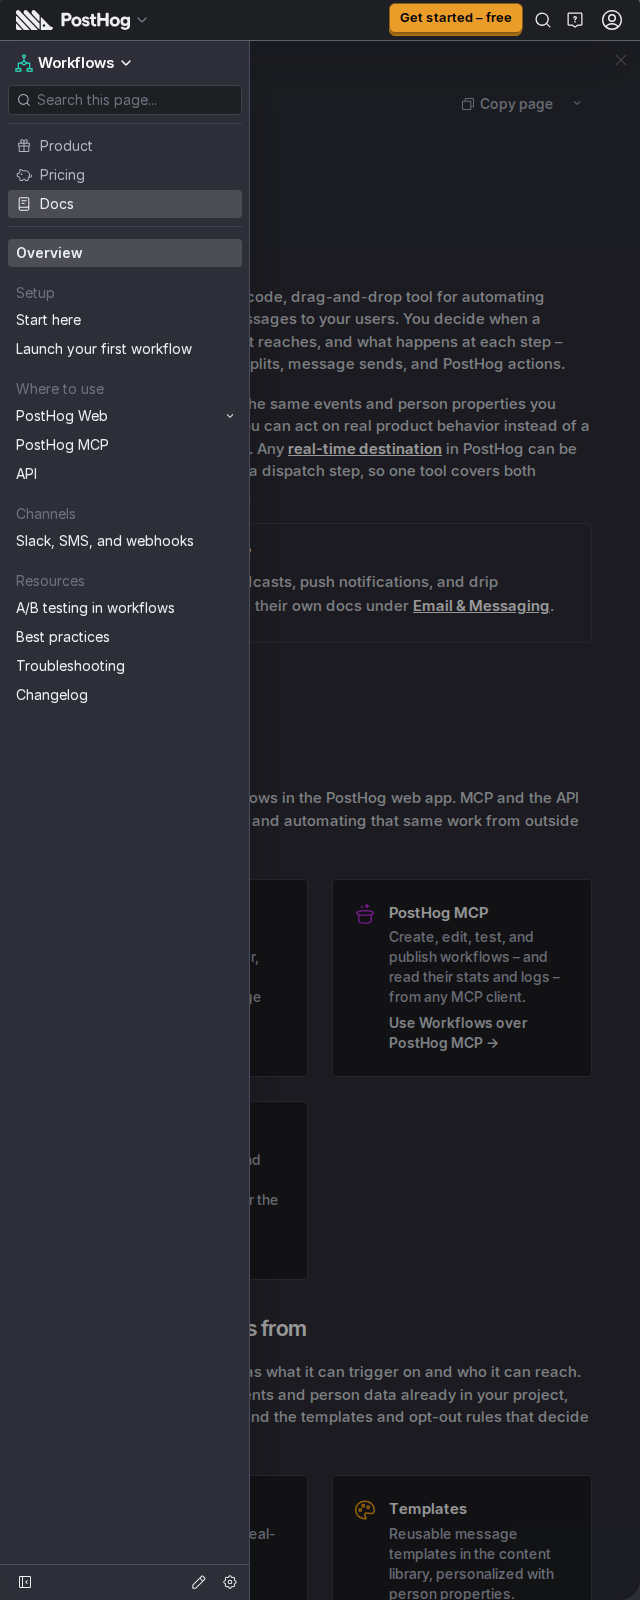 PostHog
Get started – free
Workflows
Search this page...
Copy page
Product
Pricing
Docs
Overview
Setup
Start here
Launch your first workflow
Where to use
PostHog Web
PostHog MCP
API
Channels
Slack, SMS, and webhooks
Resources
A/B testing in workflows
Best practices
Troubleshooting
Changelog
code, drag-and-drop tool for automating
ssages to your users. You decide when a
t reaches, and what happens at each step –
plits, message sends, and PostHog actions.
he same events and person properties you
ou can act on real product behavior instead of a
. Any real-time destination in PostHog can be
a dispatch step, so one tool covers both
dcasts, push notifications, and drip
their own docs under Email & Messaging.
ows in the PostHog web app. MCP and the API
and automating that same work from outside
r,
ge
PostHog MCP
Create, edit, test, and
publish workflows – and
read their stats and logs –
from any MCP client.
Use Workflows over
PostHog MCP →
nd
r the
s from
as what it can trigger on and who it can reach.
ents and person data already in your project,
nd the templates and opt-out rules that decide
eal-
Templates
Reusable message
templates in the content
library, personalized with
person properties.